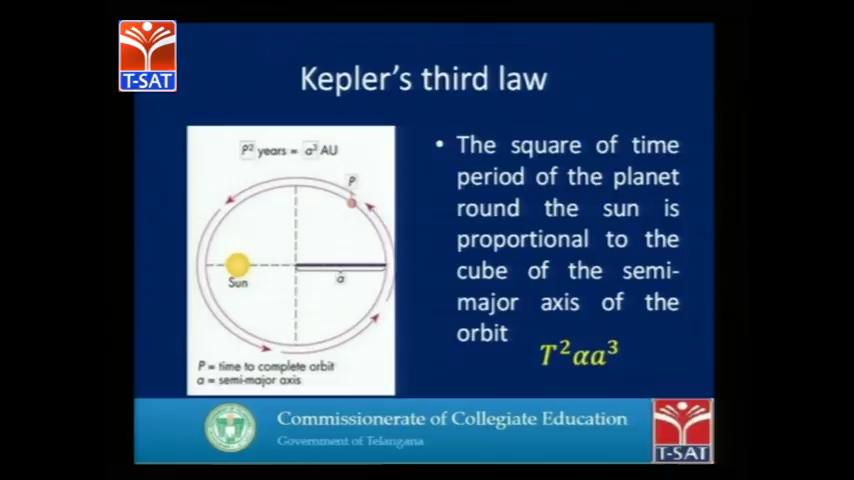 T-SAT
Kepler's third law
P² years = a³ AU
P
Sun
a
P = time to complete orbit
a = semi-major axis
• The square of time
period of the planet
round the sun is
proportional to the
cube of the semi-
major axis of the
orbit
T²αa³
Commissionerate of Collegiate Education
Government of Telangana
T-SAT